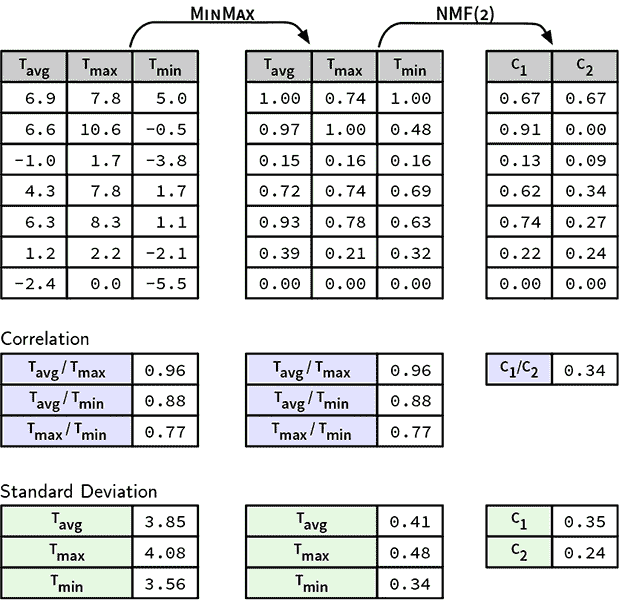 MINMAX NMF(2)
Tavg Tmax Tmin Tavg Tmax Tmin C1 C2
6.9 7.8 5.0 1.00 0.74 1.00 0.67 0.67
6.6 10.6 −0.5 0.97 1.00 0.48 0.91 0.00
−1.0 1.7 −3.8 0.15 0.16 0.16 0.13 0.09
4.3 7.8 1.7 0.72 0.74 0.69 0.62 0.34
6.3 8.3 1.1 0.93 0.78 0.63 0.74 0.27
1.2 2.2 −2.1 0.39 0.21 0.32 0.22 0.24
−2.4 0.0 −5.5 0.00 0.00 0.00 0.00 0.00
Correlation
Tavg/Tmax 0.96 Tavg/Tmax 0.96 C1/C2 0.34
Tavg/Tmin 0.88 Tavg/Tmin 0.88
Tmax/Tmin 0.77 Tmax/Tmin 0.77
Standard Deviation
Tavg 3.85 Tavg 0.41 C1 0.35
Tmax 4.08 Tmax 0.48 C2 0.24
Tmin 3.56 Tmin 0.34